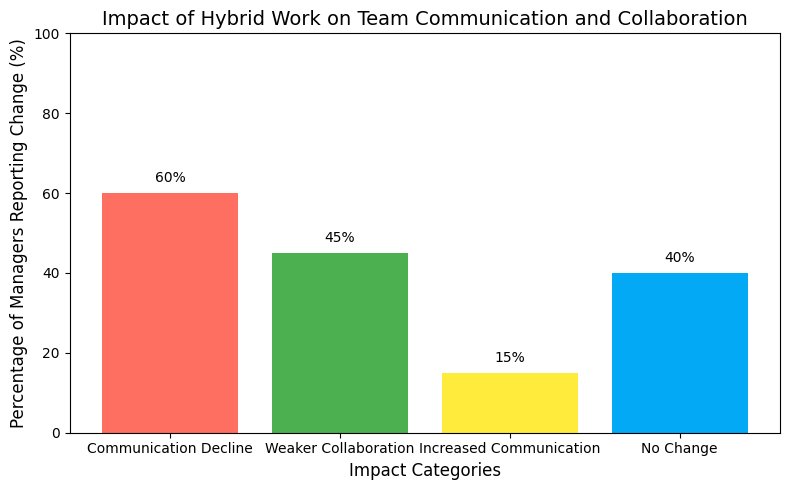 Impact of Hybrid Work on Team Communication and Collaboration
Percentage of Managers Reporting Change (%)
100
80
60
40
20
0
60%
45%
15%
40%
Communication Decline
Weaker Collaboration
Increased Communication
No Change
Impact Categories